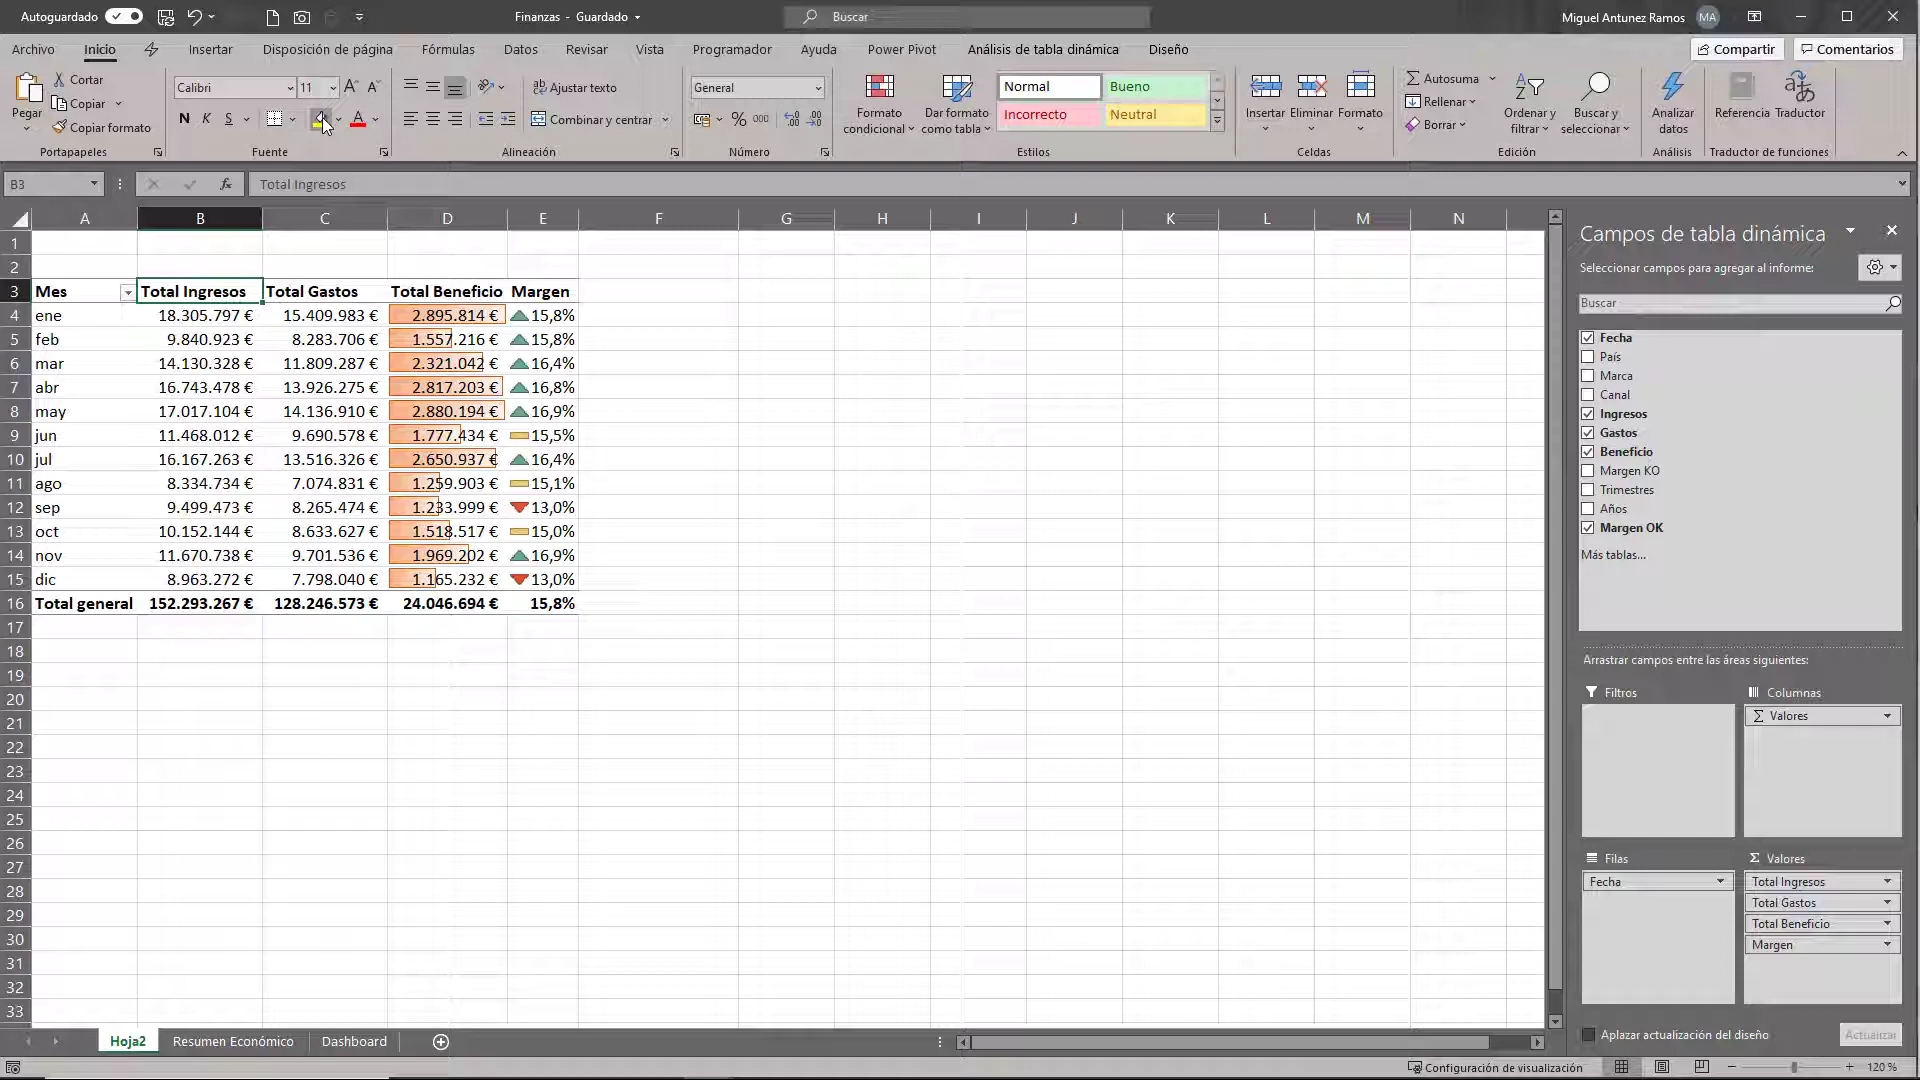 Autoguardado
Finanzas - Guardado
Buscar
Miguel Antunez Ramos MA
Archivo Inicio Insertar Disposición de página Fórmulas Datos Revisar Vista Programador Ayuda Power Pivot Análisis de tabla dinámica Diseño Compartir Comentarios
Pegar
Cortar
Copiar
Copiar formato
Portapapeles
Calibri 11
N K S
Fuente
Ajustar texto
Combinar y centrar
Alineación
General
% 000
Número
Formato condicional
Dar formato como tabla
Normal Bueno
Incorrecto Neutral
Estilos
Insertar Eliminar Formato
Celdas
Autosuma
Rellenar
Borrar
Ordenar y filtrar
Buscar y seleccionar
Edición
Analizar datos
Análisis
Referencia Traductor
Traductor de funciones
B3 fx Total Ingresos
A B C D E F G H I J K L M N
1
2
3 Mes Total Ingresos Total Gastos Total Beneficio Margen
4 ene 18.305.797 € 15.409.983 € 2.895.814 € 15,8%
5 feb 9.840.923 € 8.283.706 € 1.557.216 € 15,8%
6 mar 14.130.328 € 11.809.287 € 2.321.042 € 16,4%
7 abr 16.743.478 € 13.926.275 € 2.817.203 € 16,8%
8 may 17.017.104 € 14.136.910 € 2.880.194 € 16,9%
9 jun 11.468.012 € 9.690.578 € 1.777.434 € 15,5%
10 jul 16.167.263 € 13.516.326 € 2.650.937 € 16,4%
11 ago 8.334.734 € 7.074.831 € 1.259.903 € 15,1%
12 sep 9.499.473 € 8.265.474 € 1.233.999 € 13,0%
13 oct 10.152.144 € 8.633.627 € 1.518.517 € 15,0%
14 nov 11.670.738 € 9.701.536 € 1.969.202 € 16,9%
15 dic 8.963.272 € 7.798.040 € 1.165.232 € 13,0%
16 Total general 152.293.267 € 128.246.573 € 24.046.694 € 15,8%
17
18
19
20
21
22
23
24
25
26
27
28
29
30
31
32
33
Campos de tabla dinámica
Seleccionar campos para agregar al informe:
Buscar
Fecha
País
Marca
Canal
Ingresos
Gastos
Beneficio
Margen KO
Trimestres
Años
Margen OK
Más tablas...
Arrastrar campos entre las áreas siguientes:
Filtros
Columnas
Σ Valores
Filas
Fecha
Σ Valores
Total Ingresos
Total Gastos
Total Beneficio
Margen
Aplazar actualización del diseño
Actualizar
Hoja2 Resumen Económico Dashboard
Configuración de visualización
120 %